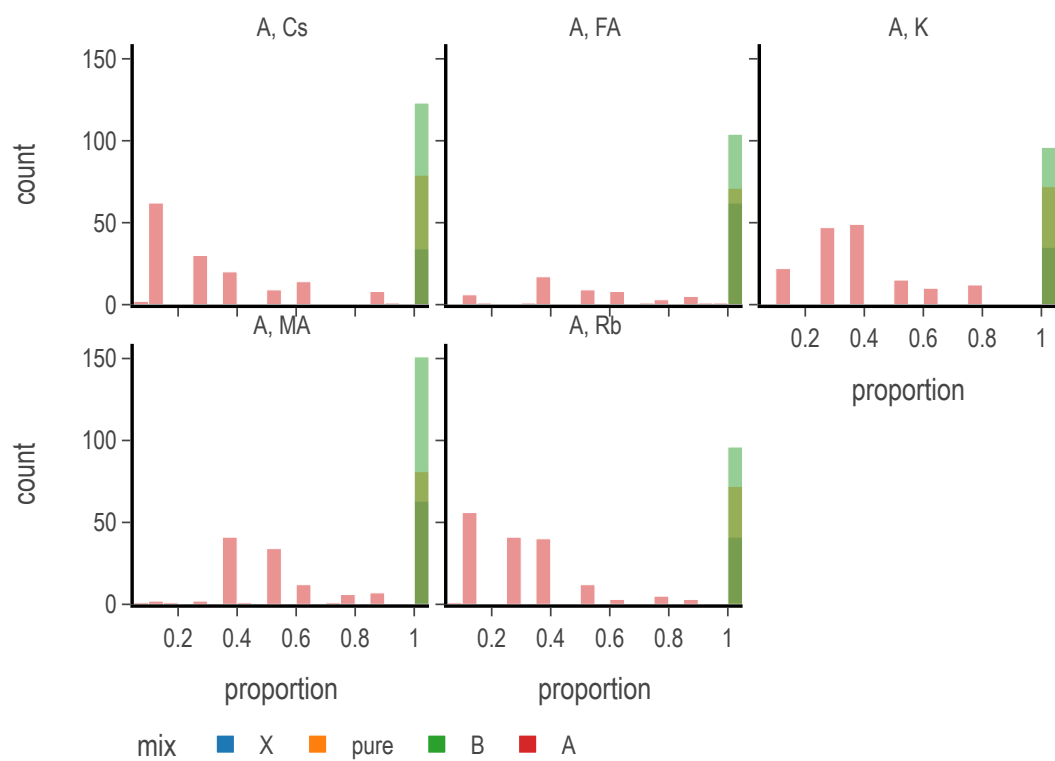 A, Cs
A, FA
A, K
count
150
100
50
0
0.2 0.4 0.6 0.8 1
proportion
A, MA
A, Rb
count
150
100
50
0
0.2 0.4 0.6 0.8 1
0.2 0.4 0.6 0.8 1
proportion
proportion
mix X pure B A